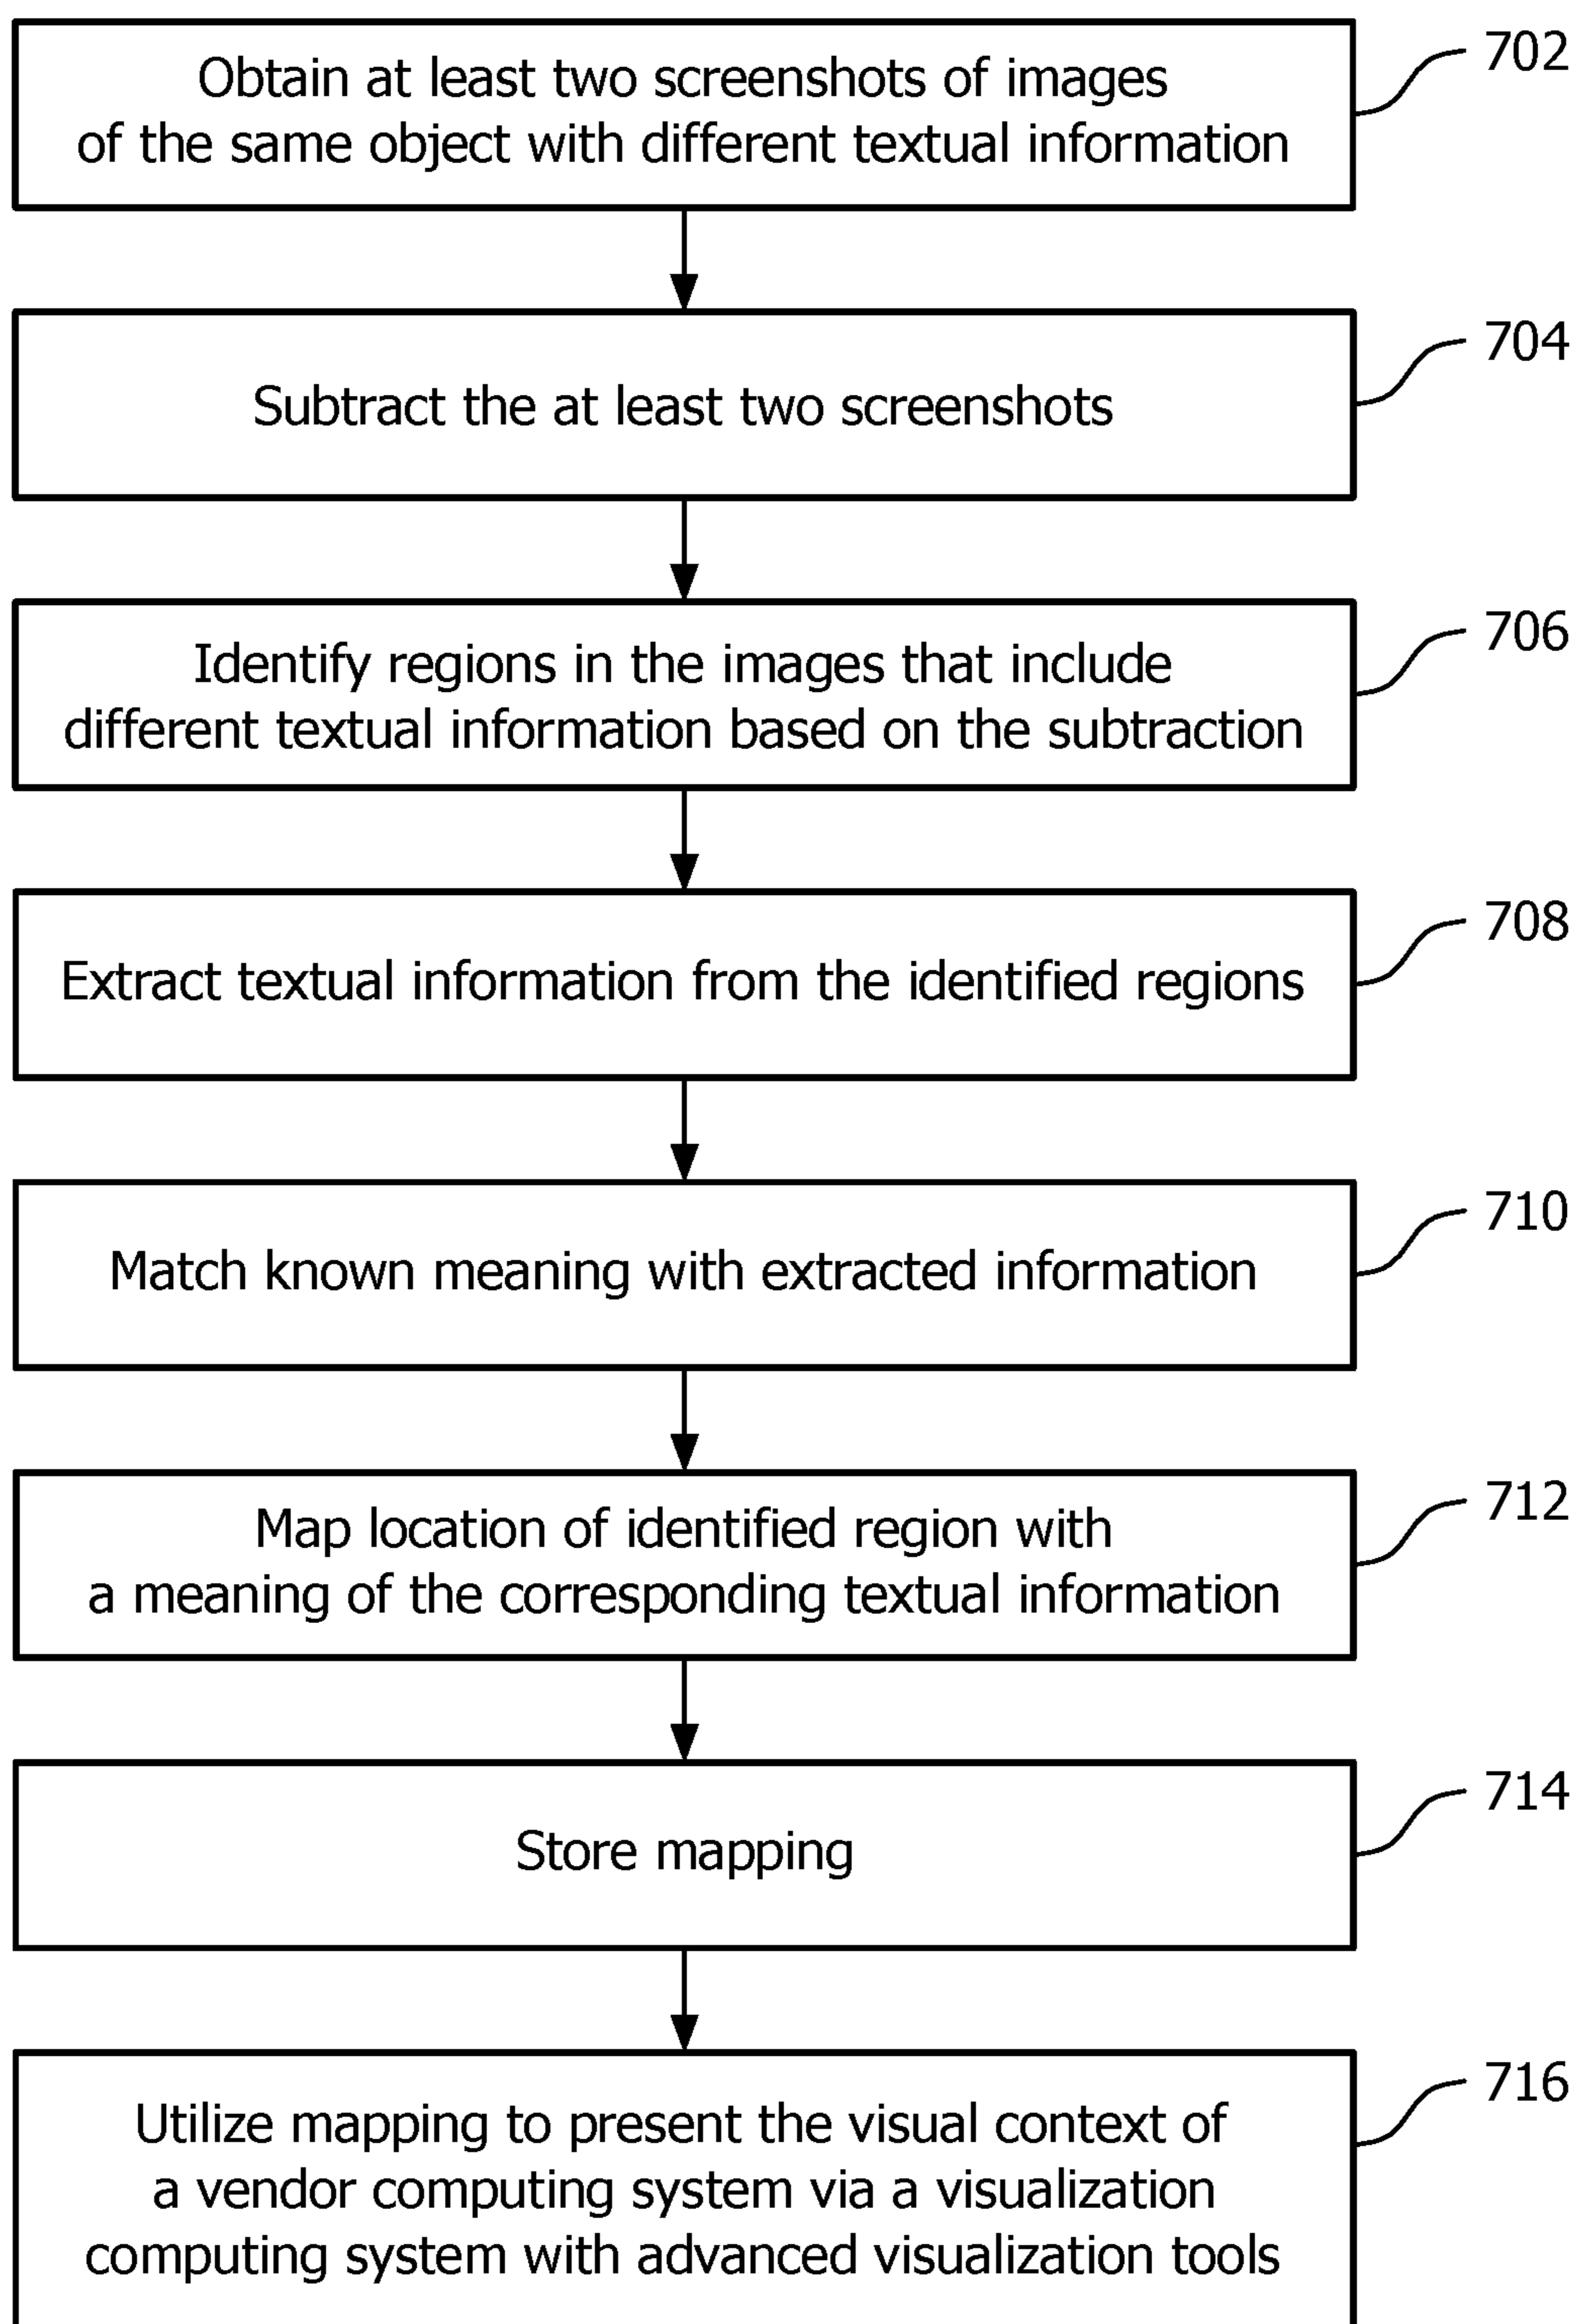 702
Obtain at least two screenshots of images
of the same object with different textual information
704
Subtract the at least two screenshots
706
Identify regions in the images that include
different textual information based on the subtraction
708
Extract textual information from the identified regions
710
Match known meaning with extracted information
712
Map location of identified region with
a meaning of the corresponding textual information
714
Store mapping
716
Utilize mapping to present the visual context of
a vendor computing system via a visualization
computing system with advanced visualization tools